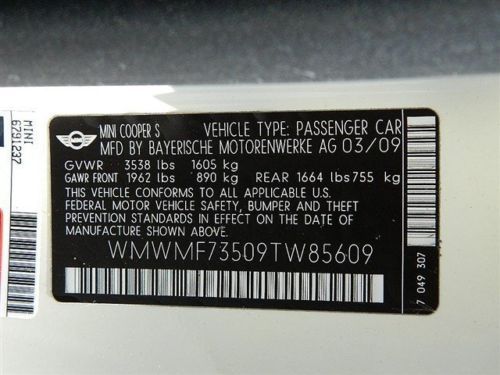 MINI
6791237
MINI COOPER S VEHICLE TYPE: PASSENGER CAR
MFD BY BAYERISCHE MOTORENWERKE AG 03/09
GVWR 3538 lbs 1605 kg
GAWR FRONT 1962 lbs 890 kg REAR 1664 lbs 755 kg
THIS VEHICLE CONFORMS TO ALL APPLICABLE U.S.
FEDERAL MOTOR VEHICLE SAFETY, BUMPER AND THEFT
PREVENTION STANDARDS IN EFFECT ON THE DATE OF
MANUFACTURE SHOWN ABOVE.
WMWMF73509TW85609
7 049 307